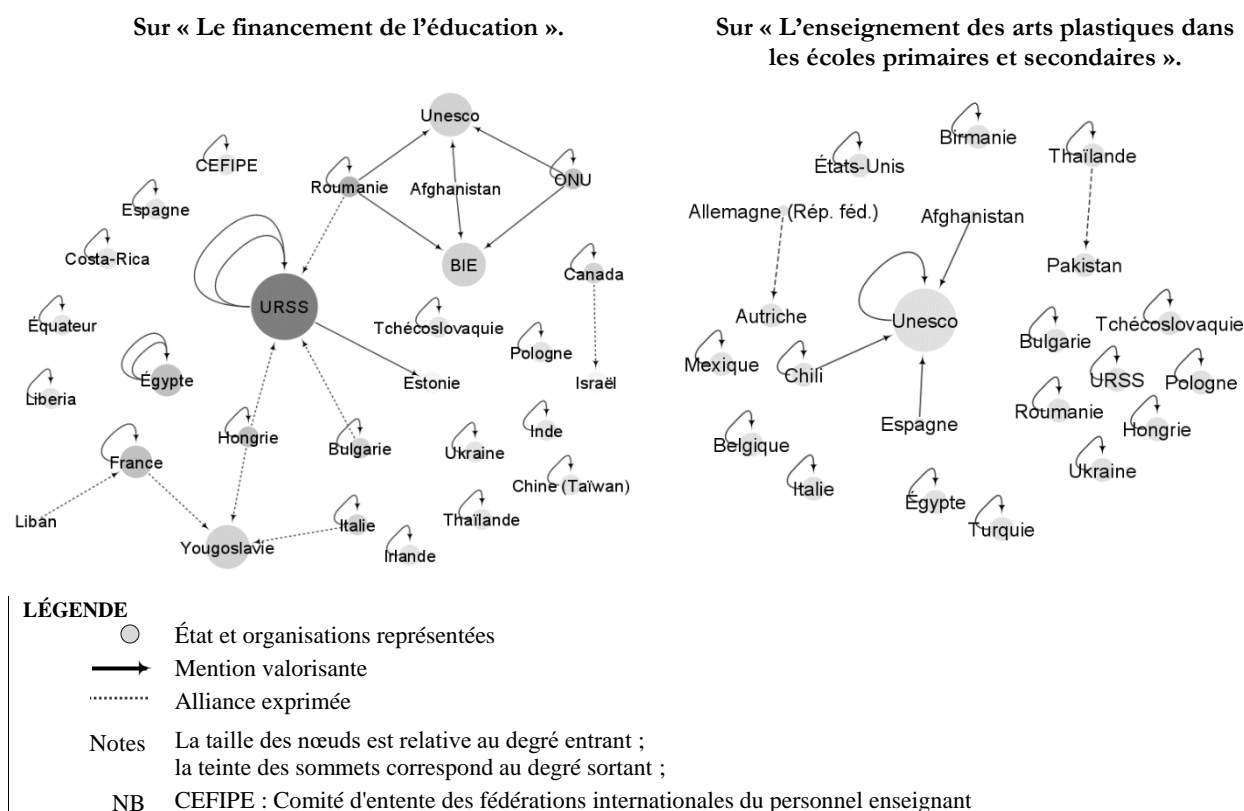 Sur « Le financement de l'éducation ».
Sur « L'enseignement des arts plastiques dans
les écoles primaires et secondaires ».
Unesco
CEFIPE
Roumanie
Afghanistan
ONU
Espagne
Costa-Rica
BIE
Canada
URSS
Équateur
Tchécoslovaquie
Pologne
Égypte
Estonie
Israël
Liberia
Hongrie
Bulgarie
Inde
Ukraine
France
Chine (Taïwan)
Liban
Italie
Thaïlande
Yougoslavie
Irlande
Birmanie
États-Unis
Thaïlande
Allemagne (Rép. féd.)
Afghanistan
Pakistan
Autriche
Unesco
Tchécoslovaquie
Bulgarie
Mexique
Chili
URSS
Pologne
Roumanie
Espagne
Hongrie
Belgique
Ukraine
Italie
Égypte
Turquie
LÉGENDE
État et organisations représentées
Mention valorisante
Alliance exprimée
Notes La taille des nœuds est relative au degré entrant ;
la teinte des sommets correspond au degré sortant ;
NB CEFIPE : Comité d'entente des fédérations internationales du personnel enseignant